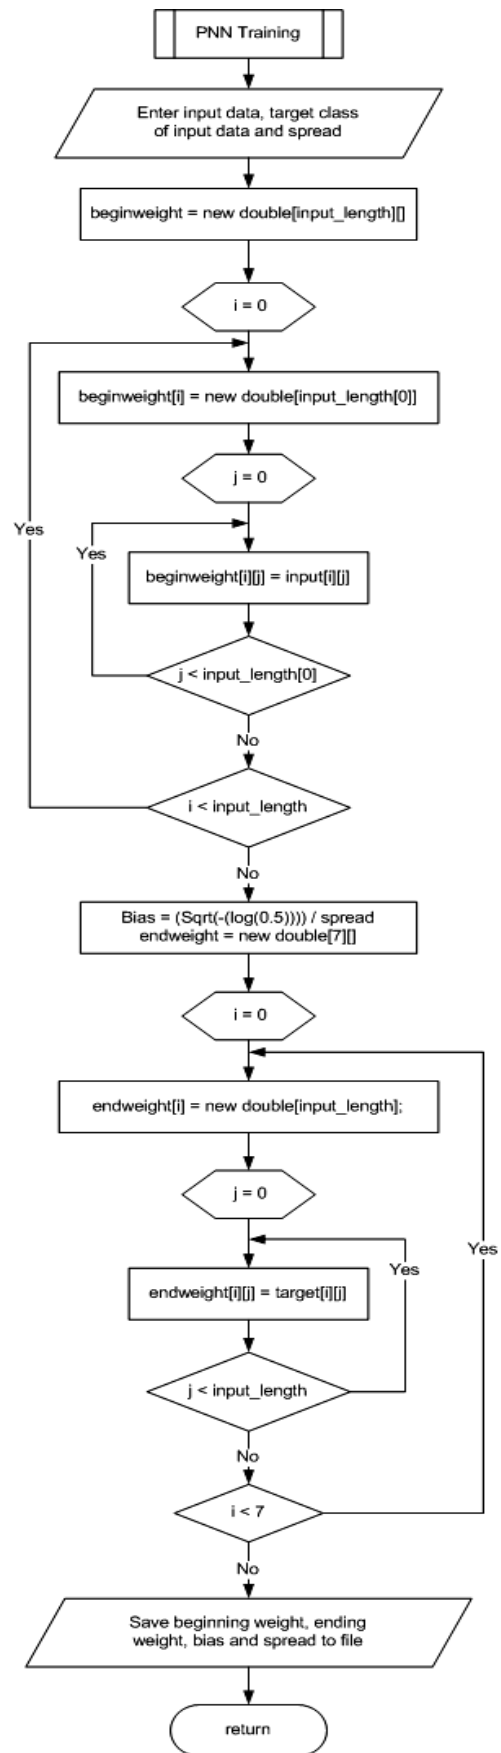 PNN Training
Enter input data, target class
of input data and spread
beginweight = new double[input_length][]
i = 0
beginweight[i] = new double[input_length[0]]
j = 0
Yes
Yes
beginweight[i][j] = input[i][j]
j < input_length[0]
No
i < input_length
No
Bias = (Sqrt(-(log(0.5)))) / spread
endweight = new double[7][]
i = 0
endweight[i] = new double[input_length];
j = 0
Yes
Yes
endweight[i][j] = target[i][j]
j < input_length
No
i < 7
No
Save beginning weight, ending
weight, bias and spread to file
return